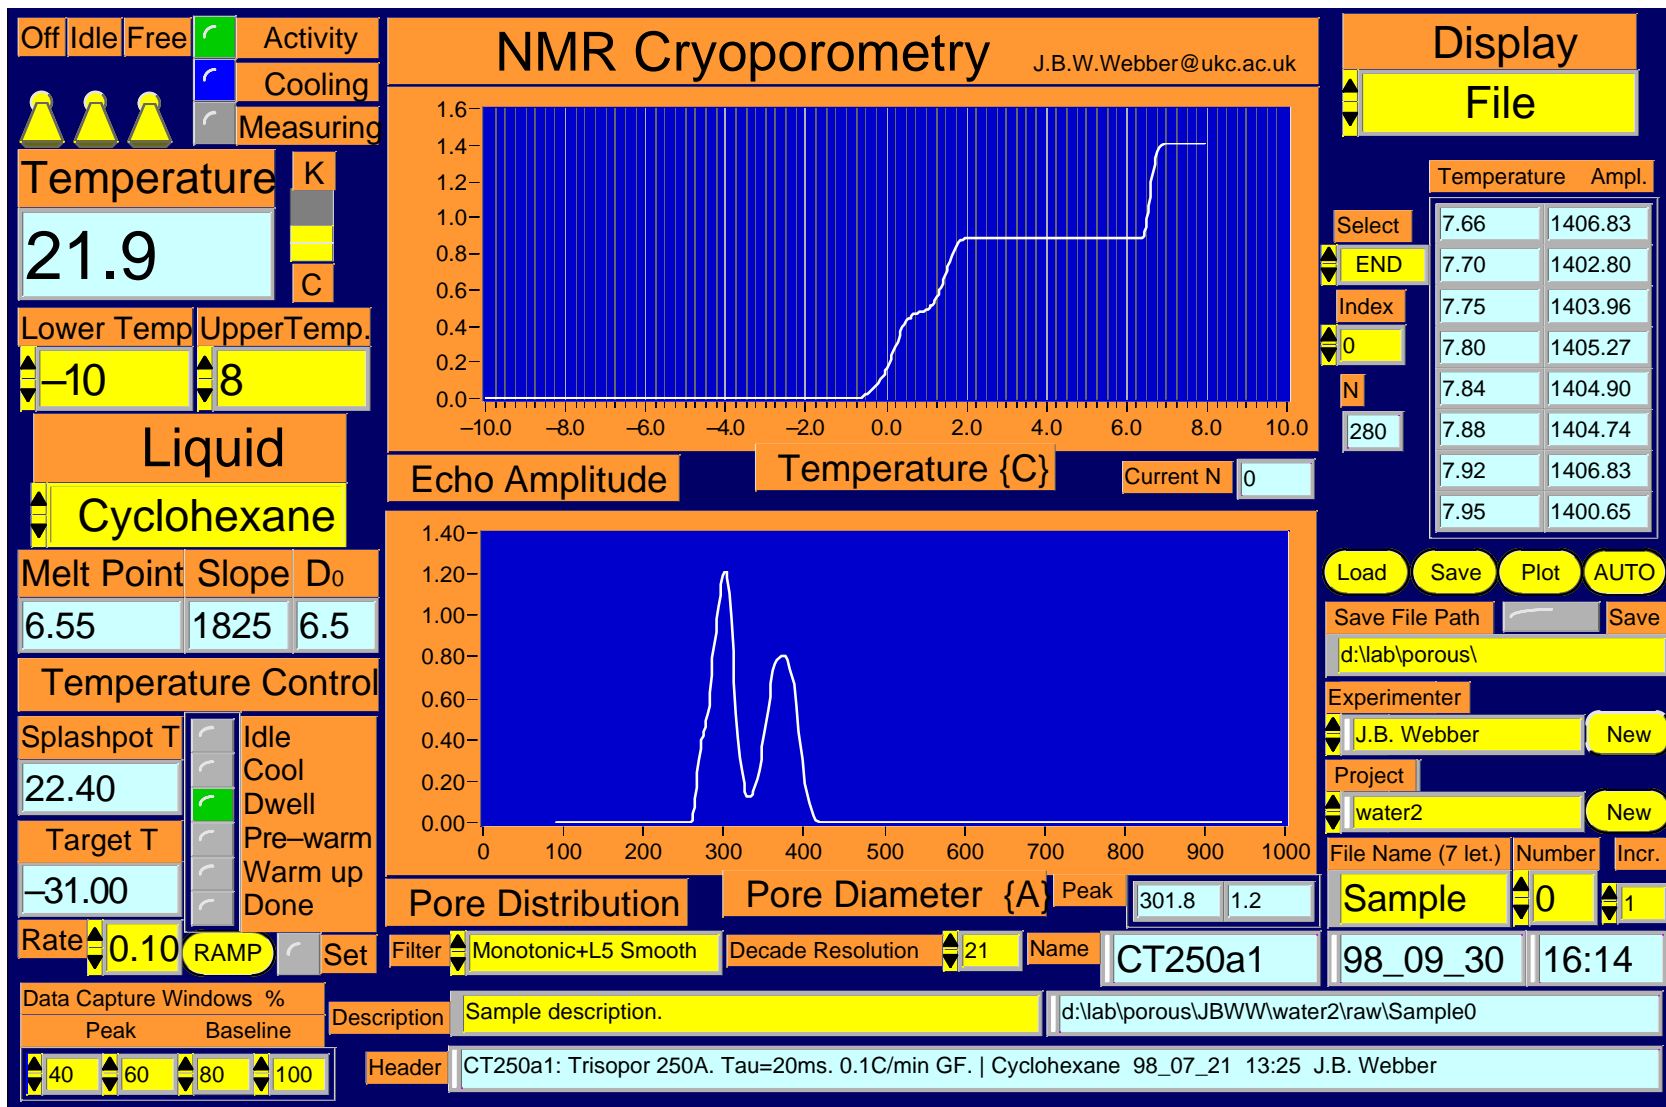 Off Idle Free Activity
Cooling
Measuring
NMR Cryoporometry J.B.W.Webber@ukc.ac.uk
Display
File
Temperature K
21.9
C
Lower Temp UpperTemp.
–10 8
Liquid
Cyclohexane
Melt Point Slope D0
6.55 1825 6.5
Temperature Control
Splashpot T
22.40
Target T
–31.00
Idle
Cool
Dwell
Pre–warm
Warm up
Done
Rate 0.10 RAMP Set
Data Capture Windows %
Peak Baseline
40 60 80 100
1.6
1.4
1.2
1.0
0.8
0.6
0.4
0.2
0.0
–10.0 –8.0 –6.0 –4.0 –2.0 0.0 2.0 4.0 6.0 8.0 10.0
Echo Amplitude Temperature {C} Current N 0
1.40
1.20
1.00
0.80
0.60
0.40
0.20
0.00
0 100 200 300 400 500 600 700 800 900 1000
Pore Distribution Pore Diameter {A} Peak 301.8 1.2
Filter Monotonic+L5 Smooth Decade Resolution 21 Name CT250a1
Description Sample description. d:\lab\porous\JBWW\water2\raw\Sample0
Header CT250a1: Trisopor 250A. Tau=20ms. 0.1C/min GF. | Cyclohexane 98_07_21 13:25 J.B. Webber
Select
END
Index
0
N
280
Temperature Ampl.
7.66 1406.83
7.70 1402.80
7.75 1403.96
7.80 1405.27
7.84 1404.90
7.88 1404.74
7.92 1406.83
7.95 1400.65
Load Save Plot AUTO
Save File Path Save
d:\lab\porous\
Experimenter
J.B. Webber New
Project
water2 New
File Name (7 let.) Number Incr.
Sample 0 1
98_09_30 16:14